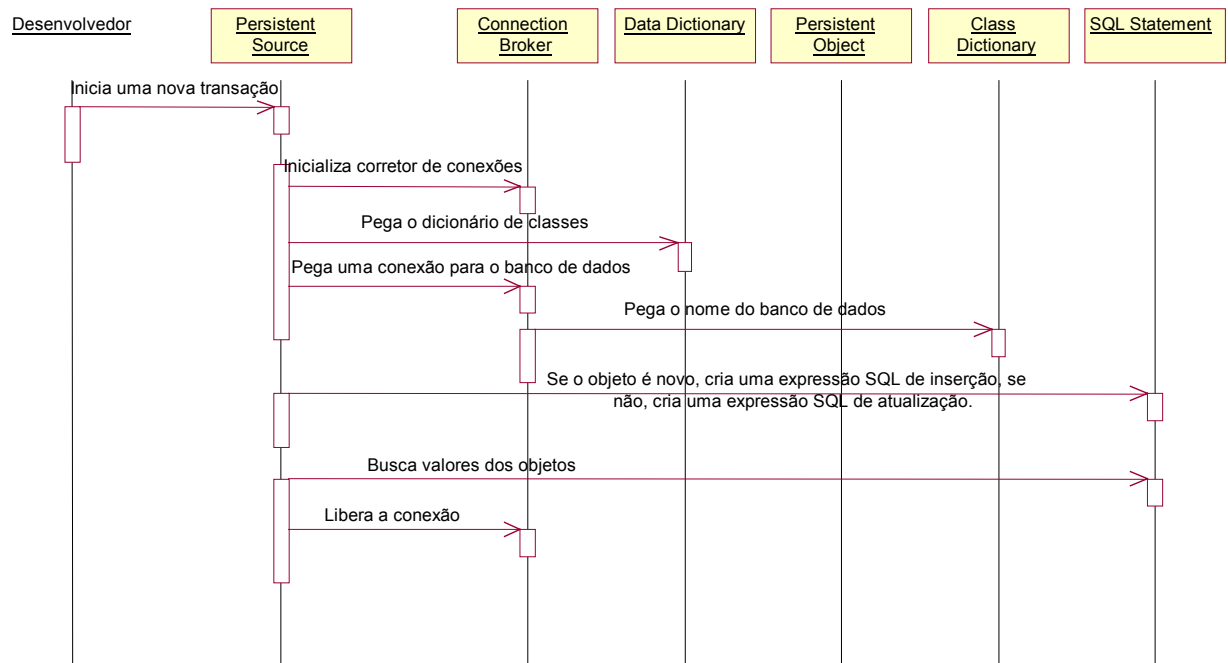 Desenvolvedor
Persistent
Source
Connection
Broker
Data Dictionary
Persistent
Object
Class
Dictionary
SQL Statement
Inicia uma nova transação
Inicializa corretor de conexões
Pega o dicionário de classes
Pega uma conexão para o banco de dados
Pega o nome do banco de dados
Se o objeto é novo, cria uma expressão SQL de inserção, se
não, cria uma expressão SQL de atualização.
Busca valores dos objetos
Libera a conexão